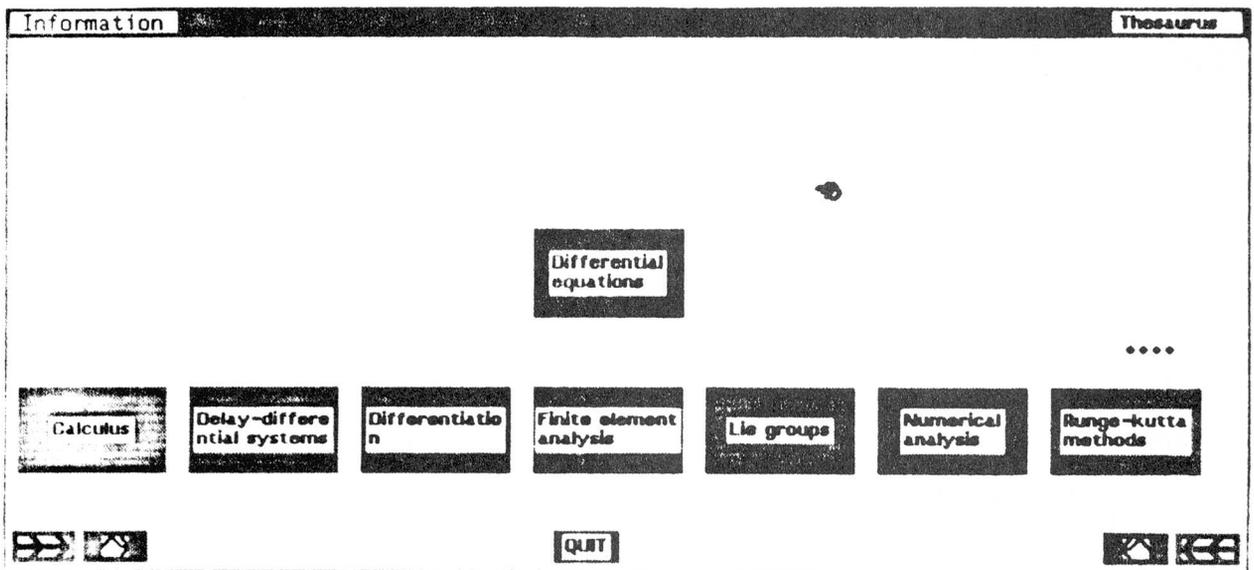 Information
Thesaurus
Differential
equations
Calculus
Delay-differe
ntial systems
Differentiatio
n
Finite element
analysis
Lie groups
Numerical
analysis
Runge-kutta
methods
QUIT